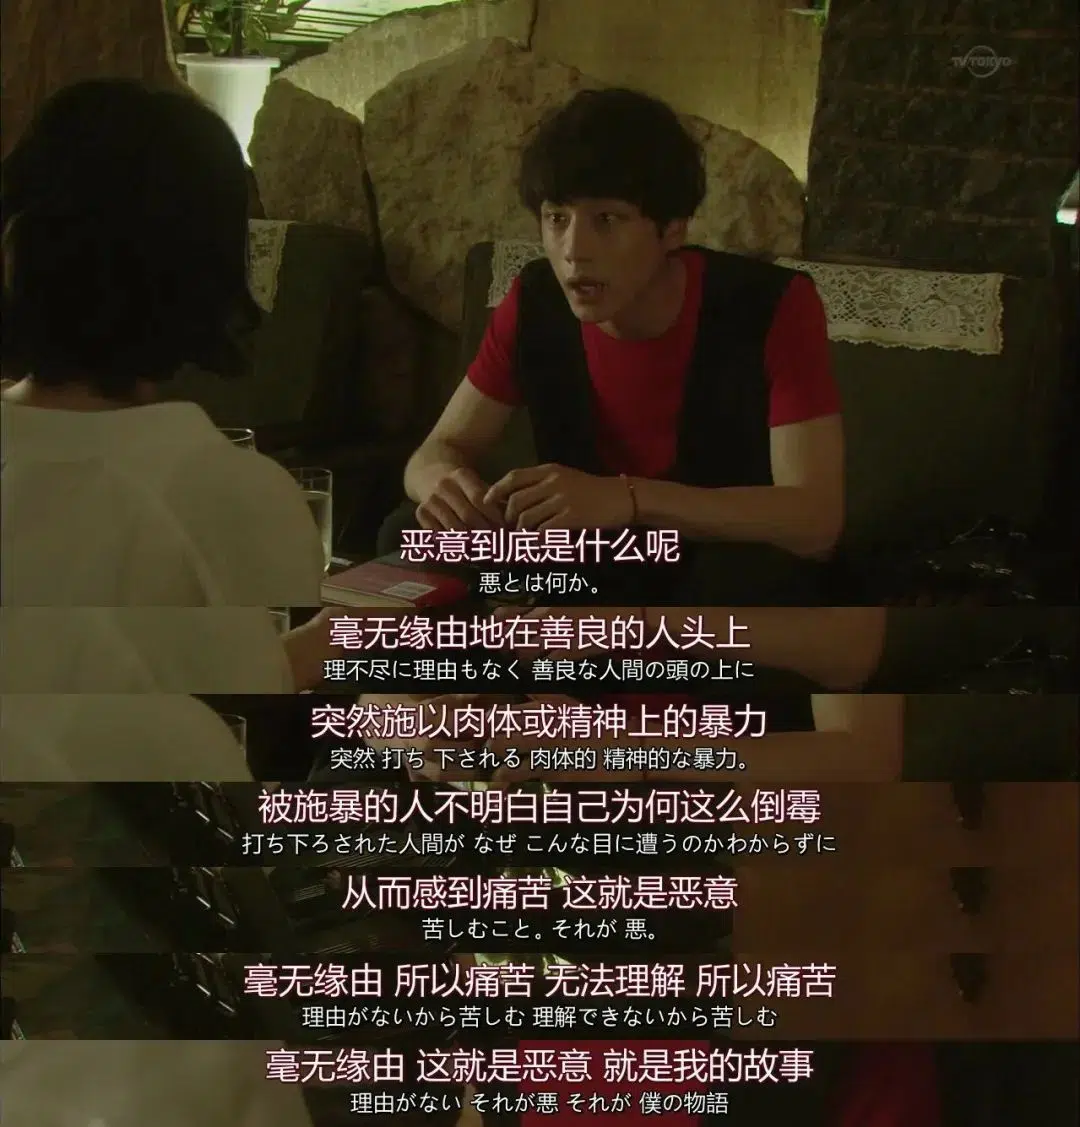 TV TOKYO
恶意到底是什么呢
悪とは何か。
毫无缘由地在善良的人头上
理不尽に理由もなく 善良な人間の頭の上に
突然施以肉体或精神上的暴力
突然 打ち 下される 肉体的 精神的な暴力。
被施暴的人不明白自己为何这么倒霉
打ち下ろされた人間が なぜ こんな目に遭うのかわからずに
从而感到痛苦 这就是恶意
苦しむこと。それが 悪。
毫无缘由 所以痛苦 无法理解 所以痛苦
理由がないから苦しむ 理解できないから苦しむ
毫无缘由 这就是恶意 就是我的故事
理由がない それが悪 それが 僕の物語